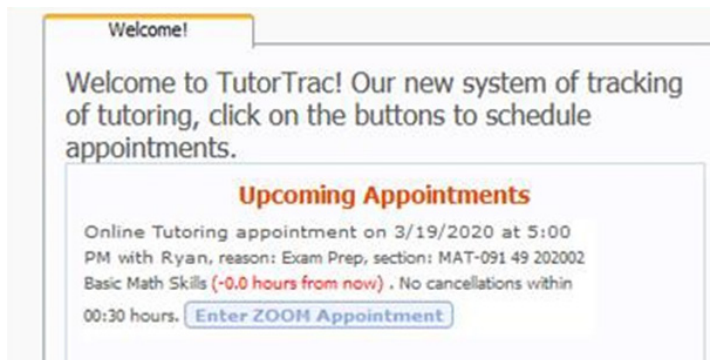 Welcome!
Welcome to TutorTrac! Our new system of tracking
of tutoring, click on the buttons to schedule
appointments.
Upcoming Appointments
Online Tutoring appointment on 3/19/2020 at 5:00
PM with Ryan, reason: Exam Prep, section: MAT-091 49 202002
Basic Math Skills (-0.0 hours from now) . No cancellations within
00:30 hours. Enter ZOOM Appointment